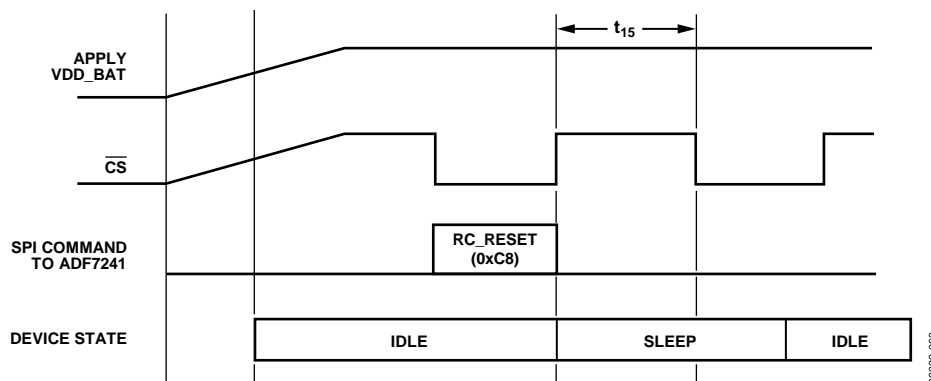 t15
APPLY
VDD_BAT
CS
SPI COMMAND
TO ADF7241
RC_RESET
(0xC8)
DEVICE STATE
IDLE
SLEEP
IDLE